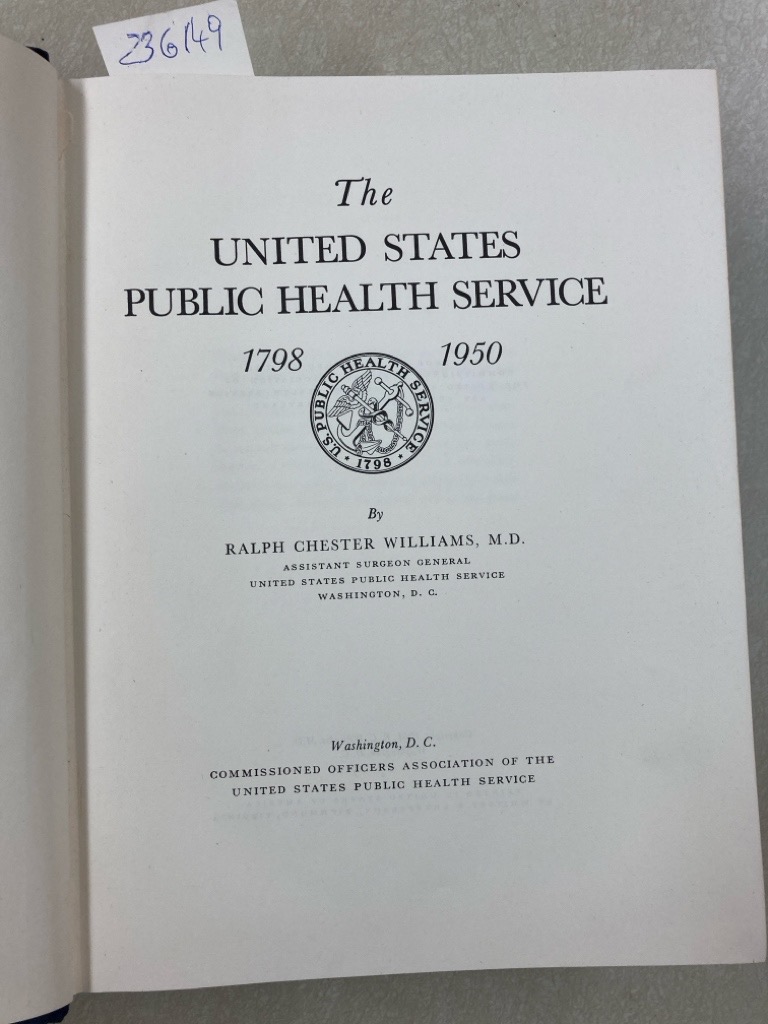 236149
The
UNITED STATES
PUBLIC HEALTH SERVICE
1798 1950
U.S. PUBLIC HEALTH SERVICE
* 1798 *
By
RALPH CHESTER WILLIAMS, M.D.
ASSISTANT SURGEON GENERAL
UNITED STATES PUBLIC HEALTH SERVICE
WASHINGTON, D. C.
Washington, D. C.
COMMISSIONED OFFICERS ASSOCIATION OF THE
UNITED STATES PUBLIC HEALTH SERVICE